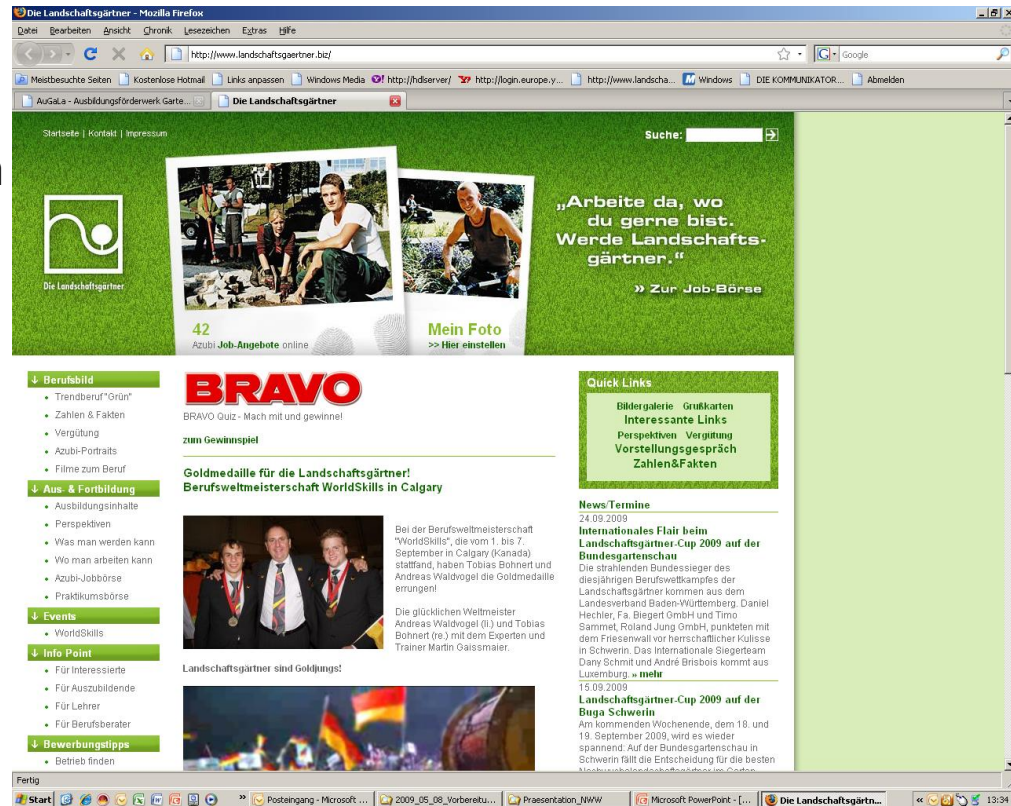 Die Landschaftsgärtner - Mozilla Firefox
Datei Bearbeiten Ansicht Chronik Lesezeichen Extras Hilfe
http://www.landschaftsgaertner.biz/
Google
Meistbesuchte Seiten Kostenlose Hotmail Links anpassen Windows Media http://hdlserver/ http://login.europe.y... http://www.landscha... Windows DIE KOMMUNIKATOR... Abmelden
AuGaLa - Ausbildungsförderwerk Garte... Die Landschaftsgärtner
Startseite | Kontakt | Impressum
Suche:
„Arbeite da, wo
du gerne bist.
Werde Landschafts-
gärtner.“
» Zur Job-Börse
Die Landschaftsgärtner
42
Azubi Job-Angebote online
Mein Foto
>> Hier einstellen
Berufsbild
Trendberuf "Grün"
Zahlen & Fakten
Vergütung
Azubi-Portraits
Filme zum Beruf
Aus- & Fortbildung
Ausbildungsinhalte
Perspektiven
Was man werden kann
Wo man arbeiten kann
Azubi-Jobbörse
Praktikumsbörse
Events
WorldSkills
Info Point
Für Interessierte
Für Auszubildende
Für Lehrer
Für Berufsberater
Bewerbungstipps
Betrieb finden
BRAVO
BRAVO Quiz - Mach mit und gewinne!
zum Gewinnspiel
Goldmedaille für die Landschaftsgärtner!
Berufsweltmeisterschaft WorldSkills in Calgary
Bei der Berufsweltmeisterschaft
"WorldSkills", die vom 1. bis 7.
September in Calgary (Kanada)
stattfand, haben Tobias Bohnert und
Andreas Waldvogel die Goldmedaille
errungen!
Die glücklichen Weltmeister
Andreas Waldvogel (li.) und Tobias
Bohnert (re.) mit dem Experten und
Trainer Martin Gaissmaier.
Landschaftsgärtner sind Goldjungs!
Quick Links
Bildergalerie Grußkarten
Interessante Links
Perspektiven Vergütung
Vorstellungsgespräch
Zahlen&Fakten
News/Termine
24.09.2009
Internationales Flair beim
Landschaftsgärtner-Cup 2009 auf der
Bundesgartenschau
Die strahlenden Bundessieger des
diesjährigen Berufswettkampfes der
Landschaftsgärtner kommen aus dem
Landesverband Baden-Württemberg. Daniel
Hechler, Fa. Biegert GmbH und Timo
Sammet, Roland Jung GmbH, punkteten mit
dem Friesenwall vor herrschaftlicher Kulisse
in Schwerin. Das Internationale Siegerteam
Dany Schmit und André Brisbois kommt aus
Luxemburg. » mehr
15.09.2009
Landschaftsgärtner-Cup 2009 auf der
Buga Schwerin
Am kommenden Wochenende, dem 18. und
19. September 2009, wird es wieder
spannend: Auf der Bundesgartenschau in
Schwerin fällt die Entscheidung für die besten
Fertig
Start Posteingang - Microsoft ... 2009_05_08_Vorbereitu... Praesentation_NWW Microsoft PowerPoint - [... Die Landschaftsgärtn... 13:34